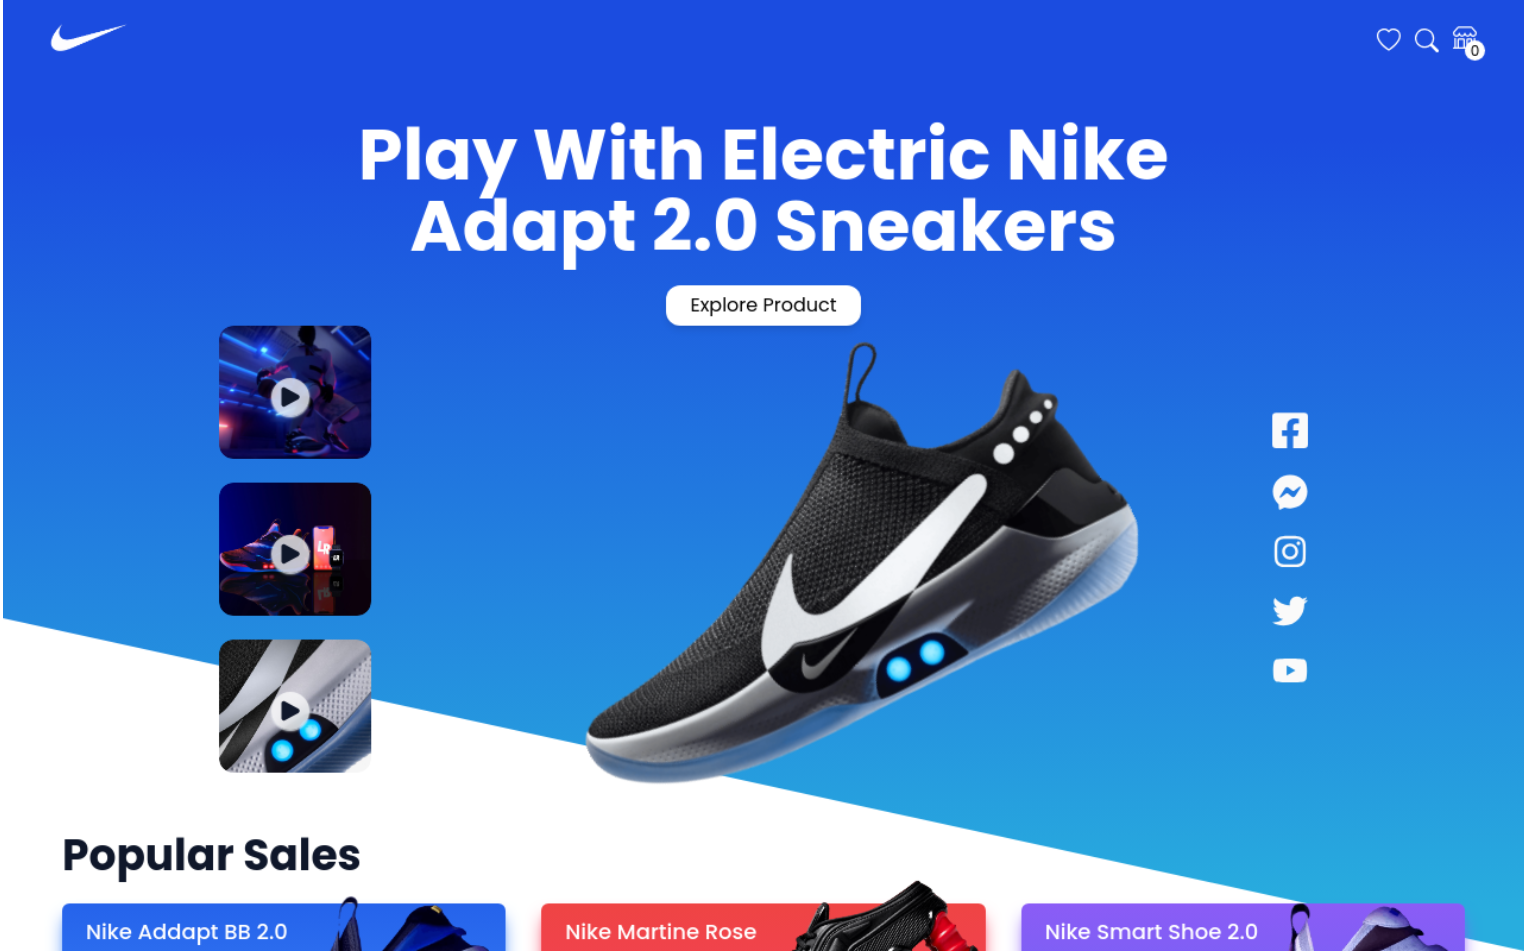 0
Play With Electric Nike
Adapt 2.0 Sneakers
Explore Product
LR
Popular Sales
Nike Addapt BB 2.0
Nike Martine Rose
Nike Smart Shoe 2.0